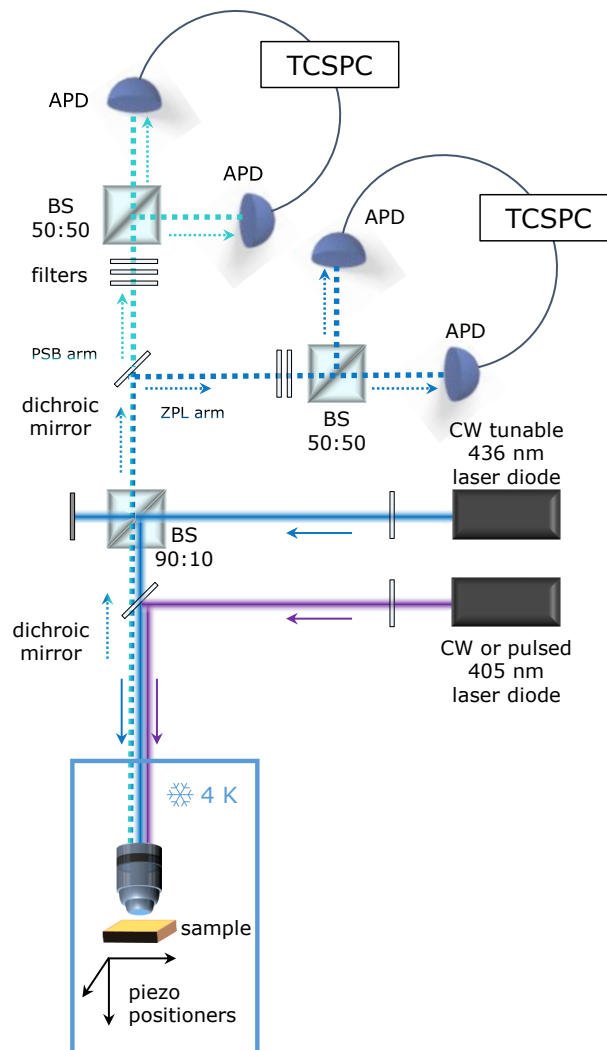 TCSPC
APD
APD
BS
50:50
TCSPC
APD
filters
APD
PSB arm
dichroic
mirror
ZPL arm
BS
50:50
CW tunable
436 nm
laser diode
BS
90:10
dichroic
mirror
CW or pulsed
405 nm
laser diode
4 K
sample
piezo
positioners